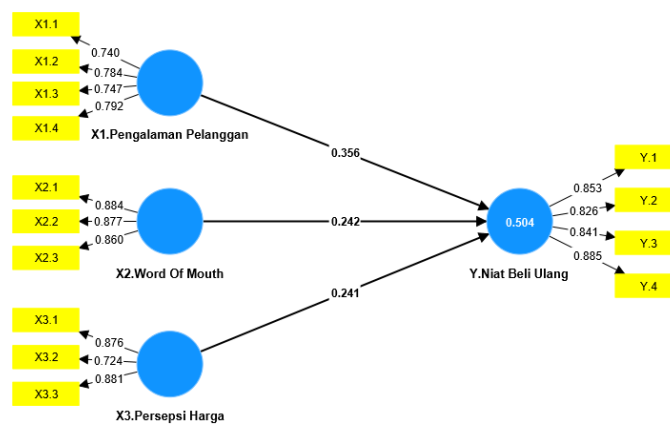 X1.1
0.740
X1.2
0.784
X1.3
0.747
X1.4
0.792
X1.Pengalaman Pelanggan
0.356
X2.1
0.884
X2.2
0.877
X2.3
0.860
X2.Word Of Mouth
0.242
X3.1
0.876
X3.2
0.724
X3.3
0.881
X3.Persepsi Harga
0.241
0.504
Y.Niat Beli Ulang
Y.1
0.853
Y.2
0.826
Y.3
0.841
Y.4
0.885